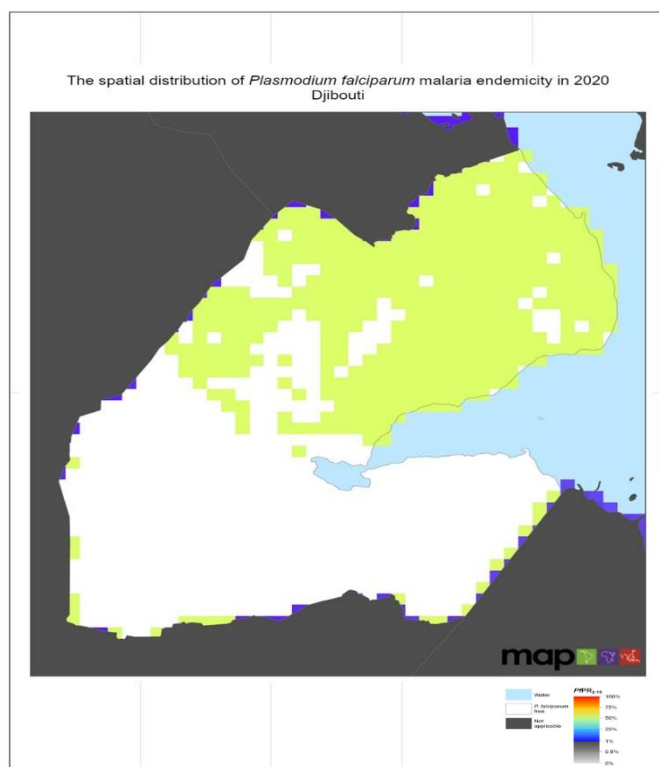 The spatial distribution of Plasmodium falciparum malaria endemicity in 2020
Djibouti
map
Water
P. falciparum
free
Not
applicable
PfPR2-10
100%
75%
50%
25%
1%
0.5%
0%